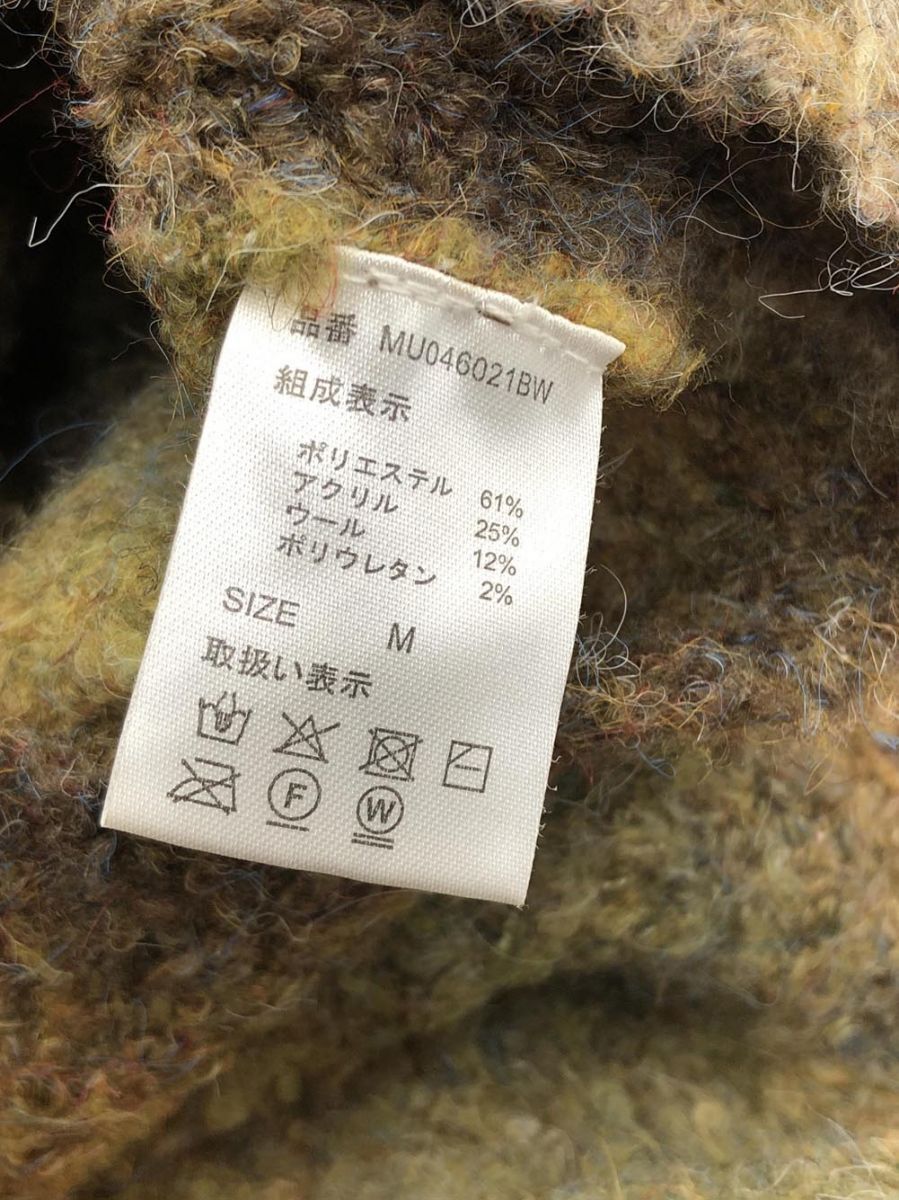 品番 MU046021BW
組成表示
ポリエステル 61%
アクリル 25%
ウール 12%
ポリウレタン 2%
SIZE M
取扱い表示
F W